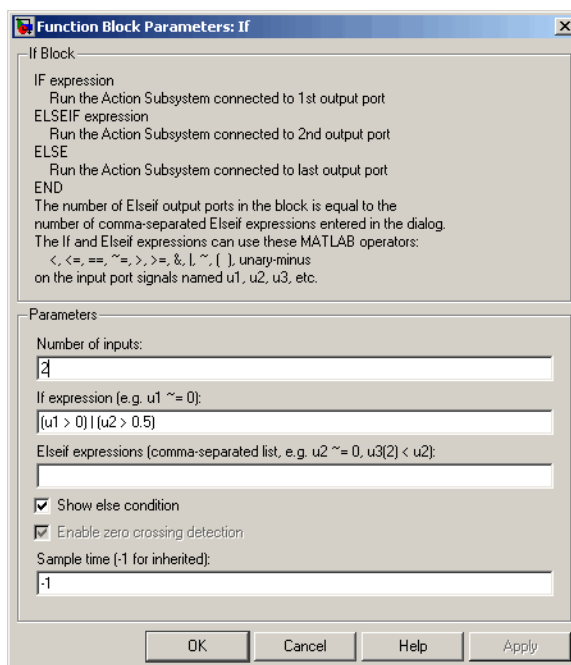 Function Block Parameters: If
If Block
IF expression
Run the Action Subsystem connected to 1st output port
ELSEIF expression
Run the Action Subsystem connected to 2nd output port
ELSE
Run the Action Subsystem connected to last output port
END
The number of Elseif output ports in the block is equal to the
number of comma-separated Elseif expressions entered in the dialog.
The If and Elseif expressions can use these MATLAB operators:
<, <=, ==, ~=, >, >=, &, |, ~, ( ), unary-minus
on the input port signals named u1, u2, u3, etc.
Parameters
Number of inputs:
2
If expression (e.g. u1 ~= 0):
(u1 > 0) | (u2 > 0.5)
Elseif expressions (comma-separated list, e.g. u2 ~= 0, u3(2) < u2):
Show else condition
Enable zero crossing detection
Sample time (-1 for inherited):
-1
OK
Cancel
Help
Apply